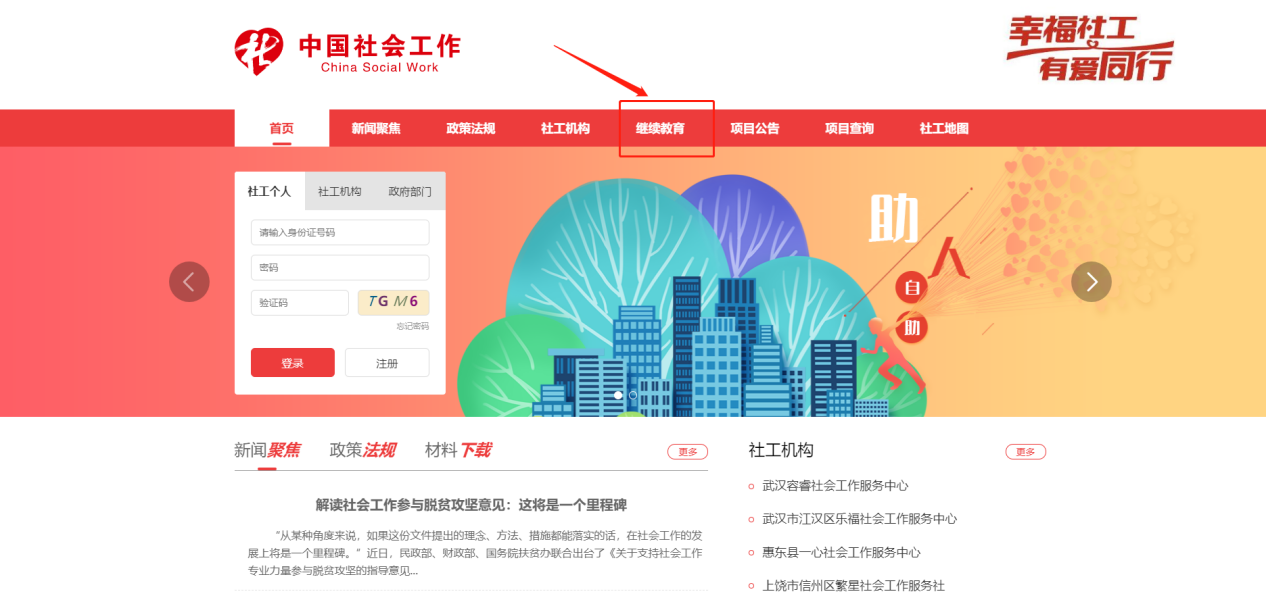 中国社会工作
China Social Work
幸福社工
有爱同行
首页 新闻聚焦 政策法规 社工机构 继续教育 项目公告 项目查询 社工地图
社工个人 社工机构 政府部门
请输入身份证号码
密码
验证码 TGM6
忘记密码
登录 注册
助
人
自
助
新闻聚焦 政策法规 材料下载 更多
解读社会工作参与脱贫攻坚意见：这将是一个里程碑
“从某种角度来说，如果这份文件提出的理念、方法、措施都能落实的话，在社会工作的发
展上将是一个里程碑。”近日，民政部、财政部、国务院扶贫办联合出台了《关于支持社会工作
专业力量参与脱贫攻坚的指导意见...
社工机构 更多
武汉容睿社会工作服务中心
武汉市江汉区乐福社会工作服务中心
惠东县一心社会工作服务中心
上饶市信州区繁星社会工作服务社